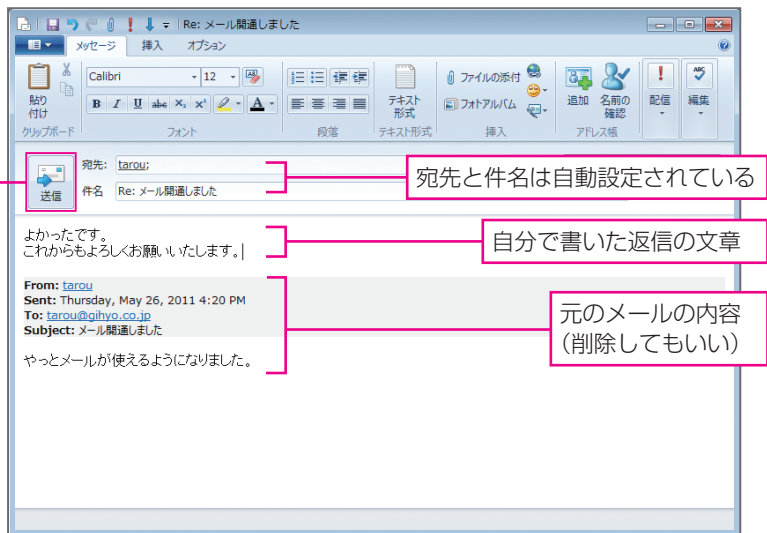 Re: メール開通しました
メッセージ 挿入 オプション
貼り付け
Calibri 12
B I U abc X₂ X² A
テキスト形式
ファイルの添付
フォトアルバム
追加
名前の確認
配信
ABC
編集
クリップボード フォント 段落 テキスト形式 挿入 アドレス帳
送信
宛先: tarou;
件名 Re: メール開通しました
宛先と件名は自動設定されている
よかったです。
これからもよろしくお願いいたします。
自分で書いた返信の文章
From: tarou
Sent: Thursday, May 26, 2011 4:20 PM
To: tarou@gihyo.co.jp
Subject: メール開通しました
やっとメールが使えるようになりました。
元のメールの内容
（削除してもいい）